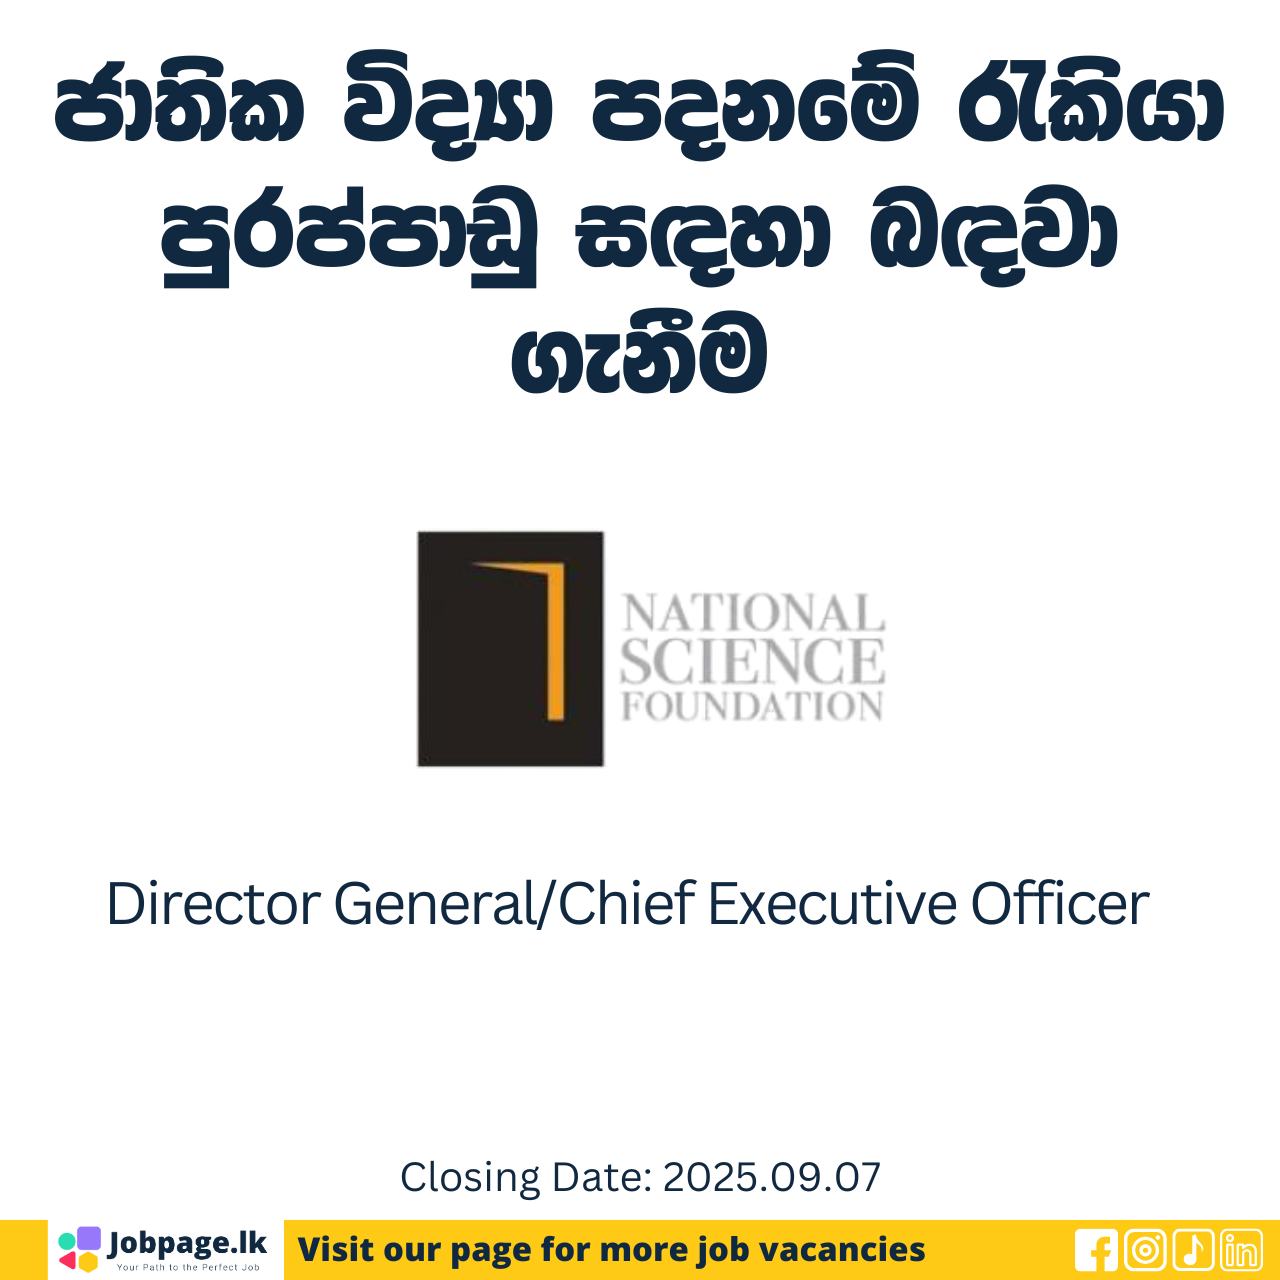 ජාතික විද්‍යා පදනමේ රැකියා
පුරප්පාඩු සඳහා බඳවා
ගැනීම
NATIONAL
SCIENCE
FOUNDATION
Director General/Chief Executive Officer
Closing Date: 2025.09.07
Jobpage.lk
Your Path to the Perfect Job
Visit our page for more job vacancies